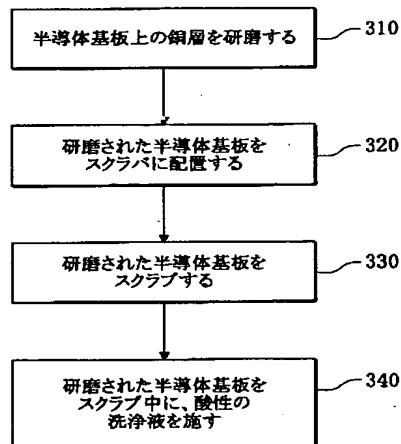 半導体基板上の銅層を研磨する
310
研磨された半導体基板を
スクラバに配置する
320
研磨された半導体基板を
スクラブする
330
研磨された半導体基板を
スクラブ中に、酸性の
洗浄液を施す
340